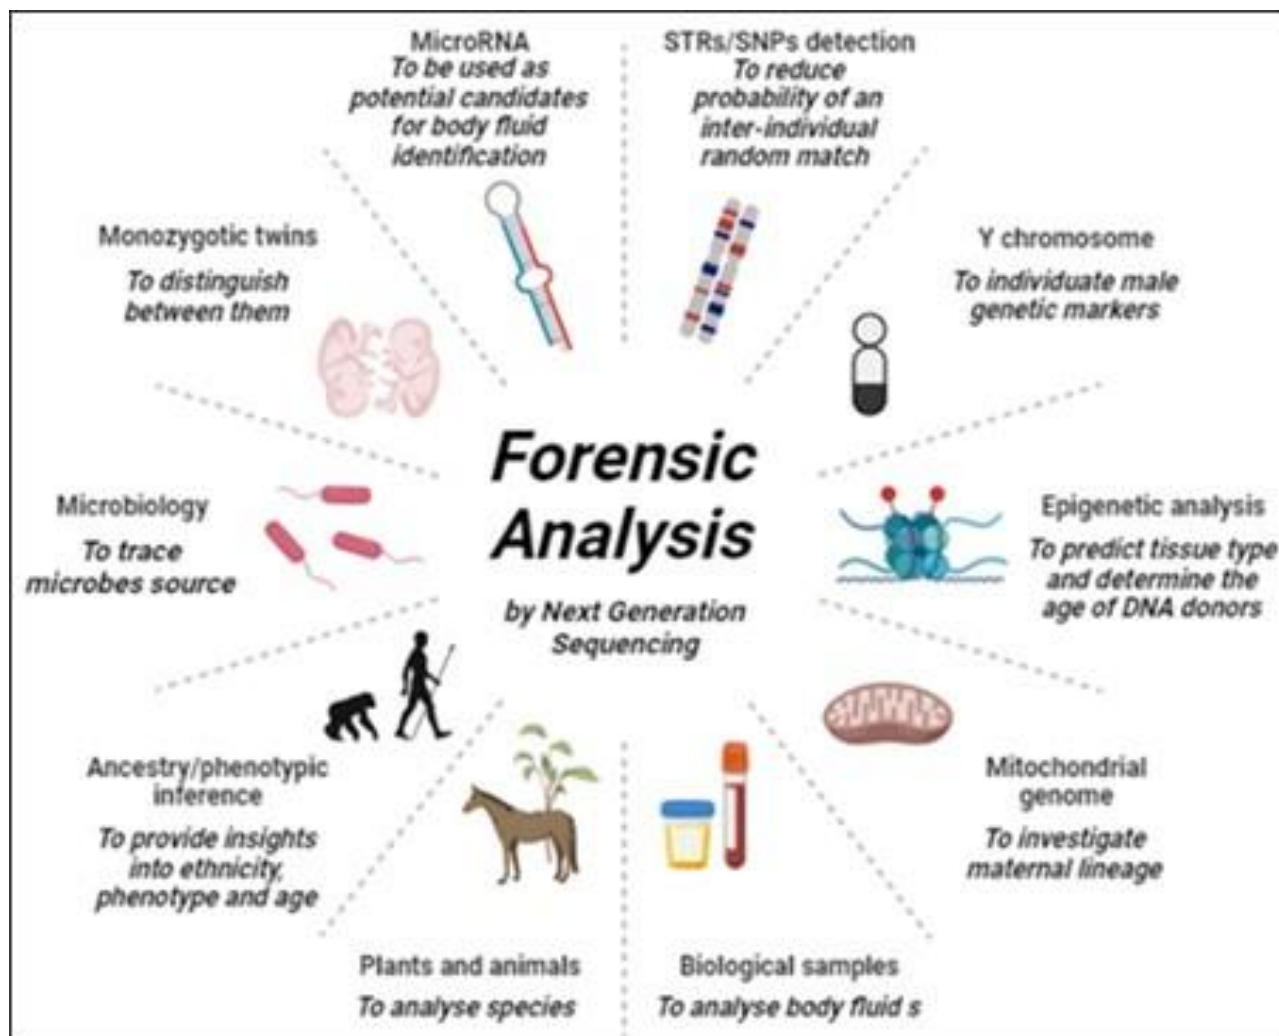 MicroRNA
To be used as
potential candidates
for body fluid
identification
STRs/SNPs detection
To reduce
probability of an
inter-individual
random match
Monozygotic twins
To distinguish
between them
Y chromosome
To individuate male
genetic markers
Forensic
Analysis
by Next Generation
Sequencing
Microbiology
To trace
microbes source
Epigenetic analysis
To predict tissue type
and determine the
age of DNA donors
Ancestry/phenotypic
inference
To provide insights
into ethnicity,
phenotype and age
Mitochondrial
genome
To investigate
maternal lineage
Plants and animals
To analyse species
Biological samples
To analyse body fluid s